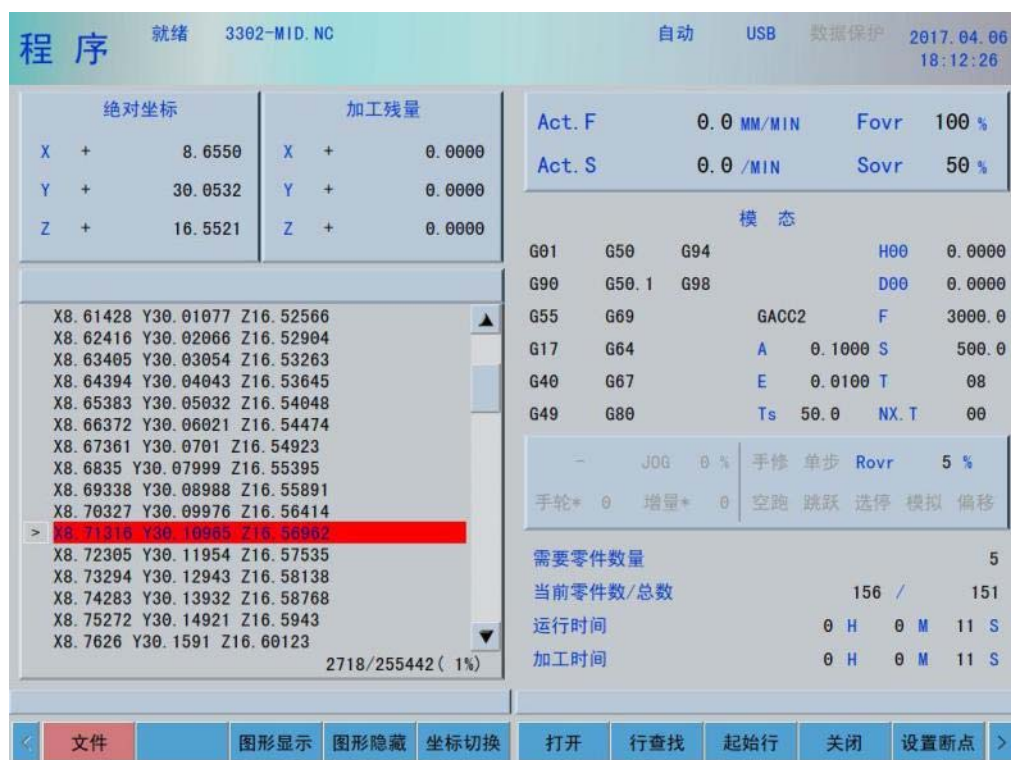 程 序 就绪 3302-MID.NC 自动 USB 数据保护 2017.04.06
18:12:26
绝对坐标
X + 8.6550
Y + 30.0532
Z + 16.5521
加工残量
X + 0.0000
Y + 0.0000
Z + 0.0000
X8.61428 Y30.01077 Z16.52566
X8.62416 Y30.02066 Z16.52904
X8.63405 Y30.03054 Z16.53263
X8.64394 Y30.04043 Z16.53645
X8.65383 Y30.05032 Z16.54048
X8.66372 Y30.06021 Z16.54474
X8.67361 Y30.0701 Z16.54923
X8.6835 Y30.07999 Z16.55395
X8.69338 Y30.08988 Z16.55891
X8.70327 Y30.09976 Z16.56414
> X8.71316 Y30.10965 Z16.56962
X8.72305 Y30.11954 Z16.57535
X8.73294 Y30.12943 Z16.58138
X8.74283 Y30.13932 Z16.58768
X8.75272 Y30.14921 Z16.5943
X8.7626 Y30.1591 Z16.60123
2718/255442( 1%)
Act.F 0.0 MM/MIN Fovr 100 %
Act.S 0.0 /MIN Sovr 50 %
模 态
G01 G50 G94 H00 0.0000
G90 G50.1 G98 D00 0.0000
G55 G69 GACC2 F 3000.0
G17 G64 A 0.1000 S 500.0
G40 G67 E 0.0100 T 08
G49 G80 Ts 50.0 NX.T 00
- JOG 0 % 手修 单步 Rovr 5 %
手轮* 0 增量* 0 空跑 跳跃 选停 模拟 偏移
需要零件数量 5
当前零件数/总数 156 / 151
运行时间 0 H 0 M 11 S
加工时间 0 H 0 M 11 S
< 文件 图形显示 图形隐藏 坐标切换 打开 行查找 起始行 关闭 设置断点 >